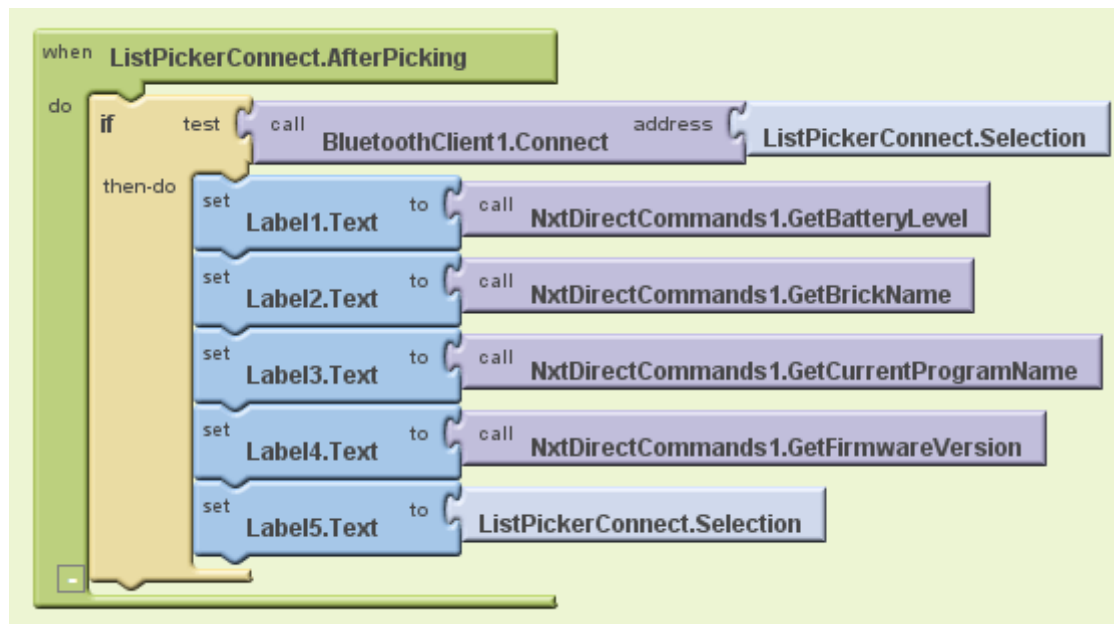 when ListPickerConnect.AfterPicking
do
if test call BluetoothClient1.Connect address ListPickerConnect.Selection
then-do
set Label1.Text to call NxtDirectCommands1.GetBatteryLevel
set Label2.Text to call NxtDirectCommands1.GetBrickName
set Label3.Text to call NxtDirectCommands1.GetCurrentProgramName
set Label4.Text to call NxtDirectCommands1.GetFirmwareVersion
set Label5.Text to ListPickerConnect.Selection
-